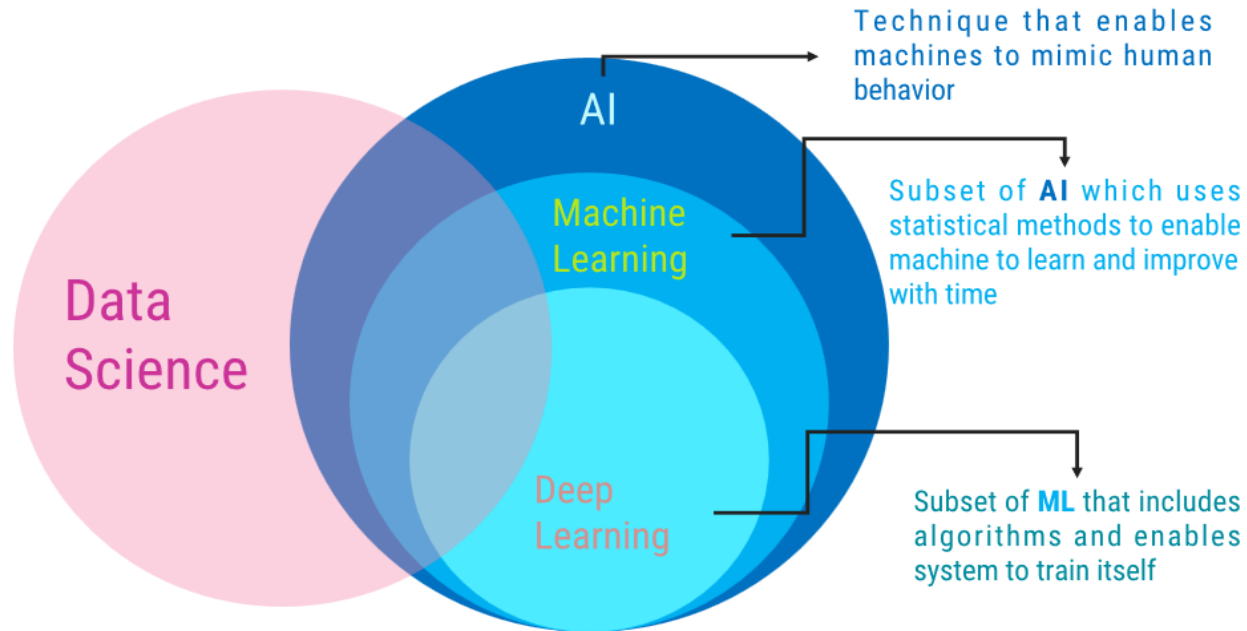 Technique that enables
machines to mimic human
behavior
AI
Subset of AI which uses
statistical methods to enable
machine to learn and improve
with time
Machine
Learning
Data
Science
Deep
Learning
Subset of ML that includes
algorithms and enables
system to train itself